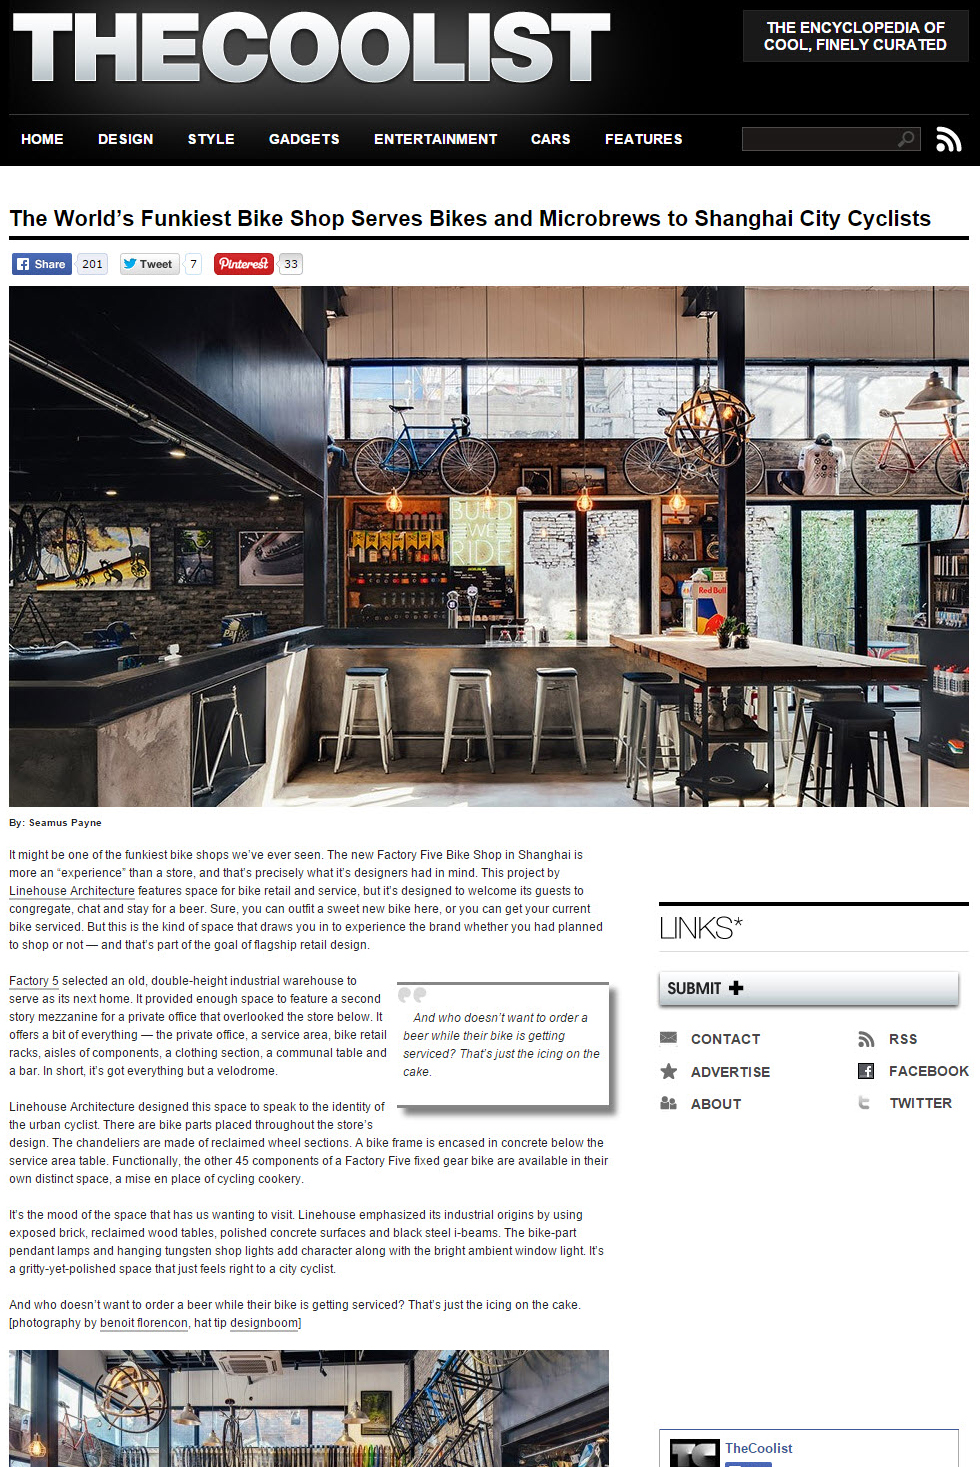 THECOOLIST
THE ENCYCLOPEDIA OF
COOL, FINELY CURATED
HOME DESIGN STYLE GADGETS ENTERTAINMENT CARS FEATURES
The World’s Funkiest Bike Shop Serves Bikes and Microbrews to Shanghai City Cyclists
Share 201 Tweet 7 Pinterest 33
BUILD
WE
RIDE
Red Bull
By: Seamus Payne
It might be one of the funkiest bike shops we’ve ever seen. The new Factory Five Bike Shop in Shanghai is
more an “experience” than a store, and that’s precisely what it’s designers had in mind. This project by
Linehouse Architecture features space for bike retail and service, but it’s designed to welcome its guests to
congregate, chat and stay for a beer. Sure, you can outfit a sweet new bike here, or you can get your current
bike serviced. But this is the kind of space that draws you in to experience the brand whether you had planned
to shop or not — and that’s part of the goal of flagship retail design.
Factory 5 selected an old, double-height industrial warehouse to
serve as its next home. It provided enough space to feature a second
story mezzanine for a private office that overlooked the store below. It
offers a bit of everything — the private office, a service area, bike retail
racks, aisles of components, a clothing section, a communal table and
a bar. In short, it’s got everything but a velodrome.
And who doesn’t want to order a
beer while their bike is getting
serviced? That’s just the icing on the
cake.
Linehouse Architecture designed this space to speak to the identity of
the urban cyclist. There are bike parts placed throughout the store’s
design. The chandeliers are made of reclaimed wheel sections. A bike frame is encased in concrete below the
service area table. Functionally, the other 45 components of a Factory Five fixed gear bike are available in their
own distinct space, a mise en place of cycling cookery.
It’s the mood of the space that has us wanting to visit. Linehouse emphasized its industrial origins by using
exposed brick, reclaimed wood tables, polished concrete surfaces and black steel i-beams. The bike-part
pendant lamps and hanging tungsten shop lights add character along with the bright ambient window light. It’s
a gritty-yet-polished space that just feels right to a city cyclist.
And who doesn’t want to order a beer while their bike is getting serviced? That’s just the icing on the cake.
[photography by benoit florencon, hat tip designboom]
LINKS*
SUBMIT
CONTACT RSS
ADVERTISE FACEBOOK
ABOUT TWITTER
TheCoolist